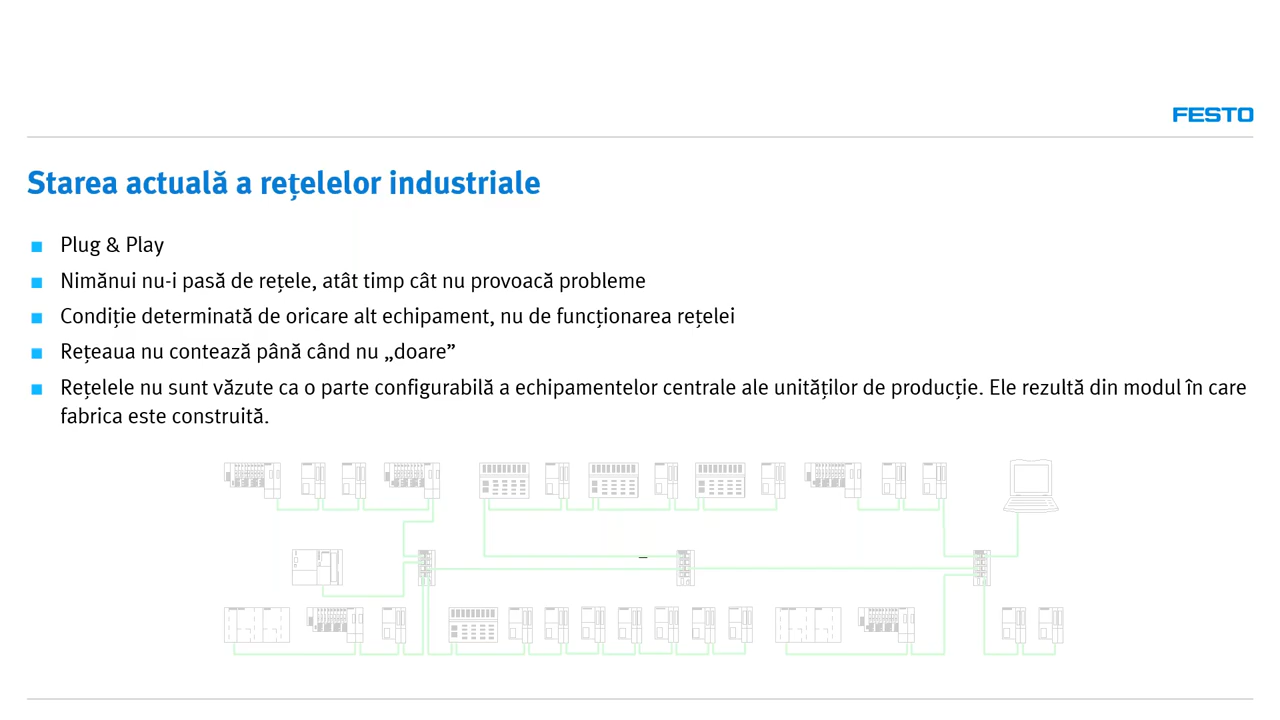 FESTO
Starea actuală a rețelelor industriale
Plug & Play
Nimănui nu-i pasă de rețele, atât timp cât nu provoacă probleme
Condiție determinată de oricare alt echipament, nu de funcționarea rețelei
Rețeaua nu contează până când nu „doare”
Rețelele nu sunt văzute ca o parte configurabilă a echipamentelor centrale ale unităților de producție. Ele rezultă din modul în care
fabrica este construită.